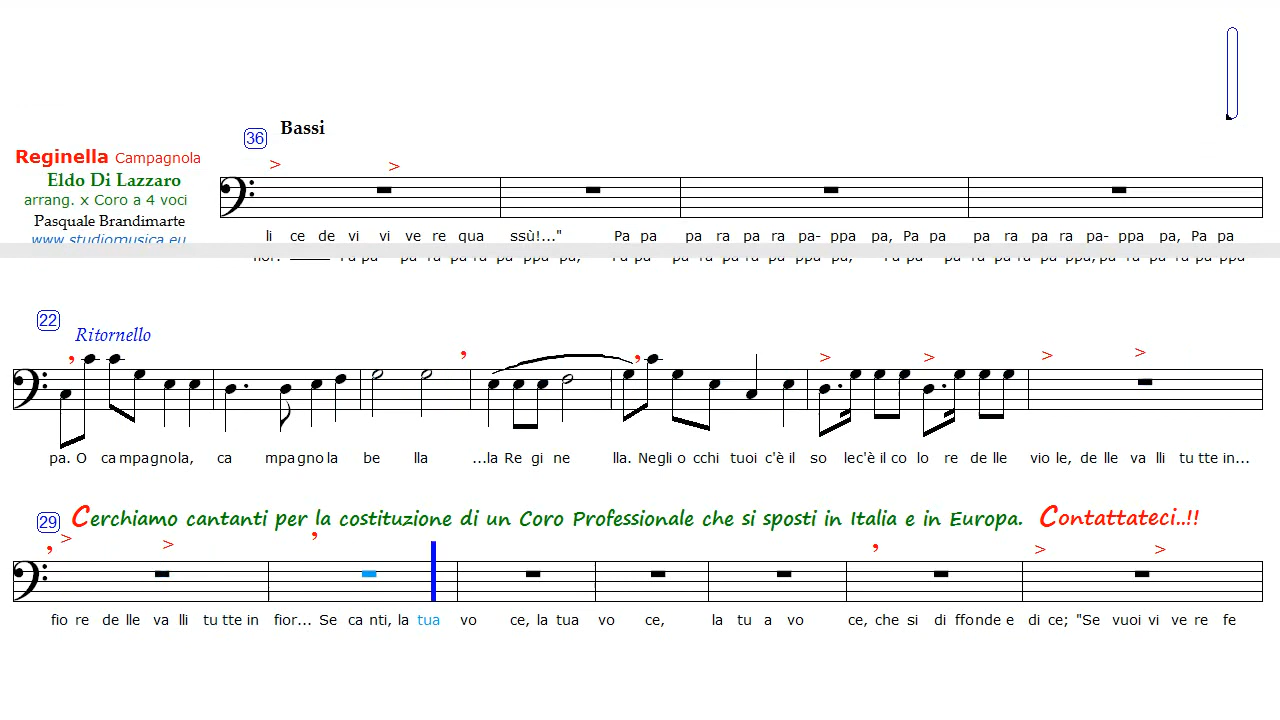 36 Bassi
Reginella Campagnola
Eldo Di Lazzaro
arrang. x Coro a 4 voci
Pasquale Brandimarte
www.studiomusica.eu
li ce de vi vi ve re qua ssù!..." Pa pa pa ra pa ra pa- ppa pa, Pa pa pa ra pa ra pa- ppa pa, Pa pa
22 Ritornello
pa. O campagnola, ca mpagnola be lla ...la Re gi ne lla. Negli o cchi tuoi c'è il so lec'è il co lo re de lle vio le, de lle va lli tu tte in...
29 Cerchiamo cantanti per la costituzione di un Coro Professionale che si sposti in Italia e in Europa. Contattateci..!!
fio re de lle va lli tu tte in fior... Se ca nti, la tua vo ce, la tua vo ce, la tu a vo ce, che si di ffonde e di ce; "Se vuoi vi ve re fe